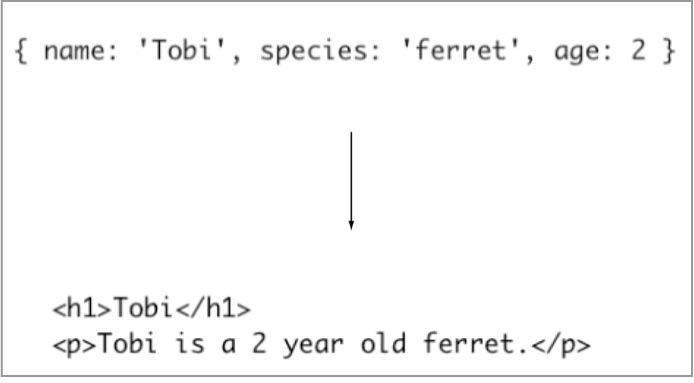 { name: 'Tobi', species: 'ferret', age: 2 }
<h1>Tobi</h1>
<p>Tobi is a 2 year old ferret.</p>